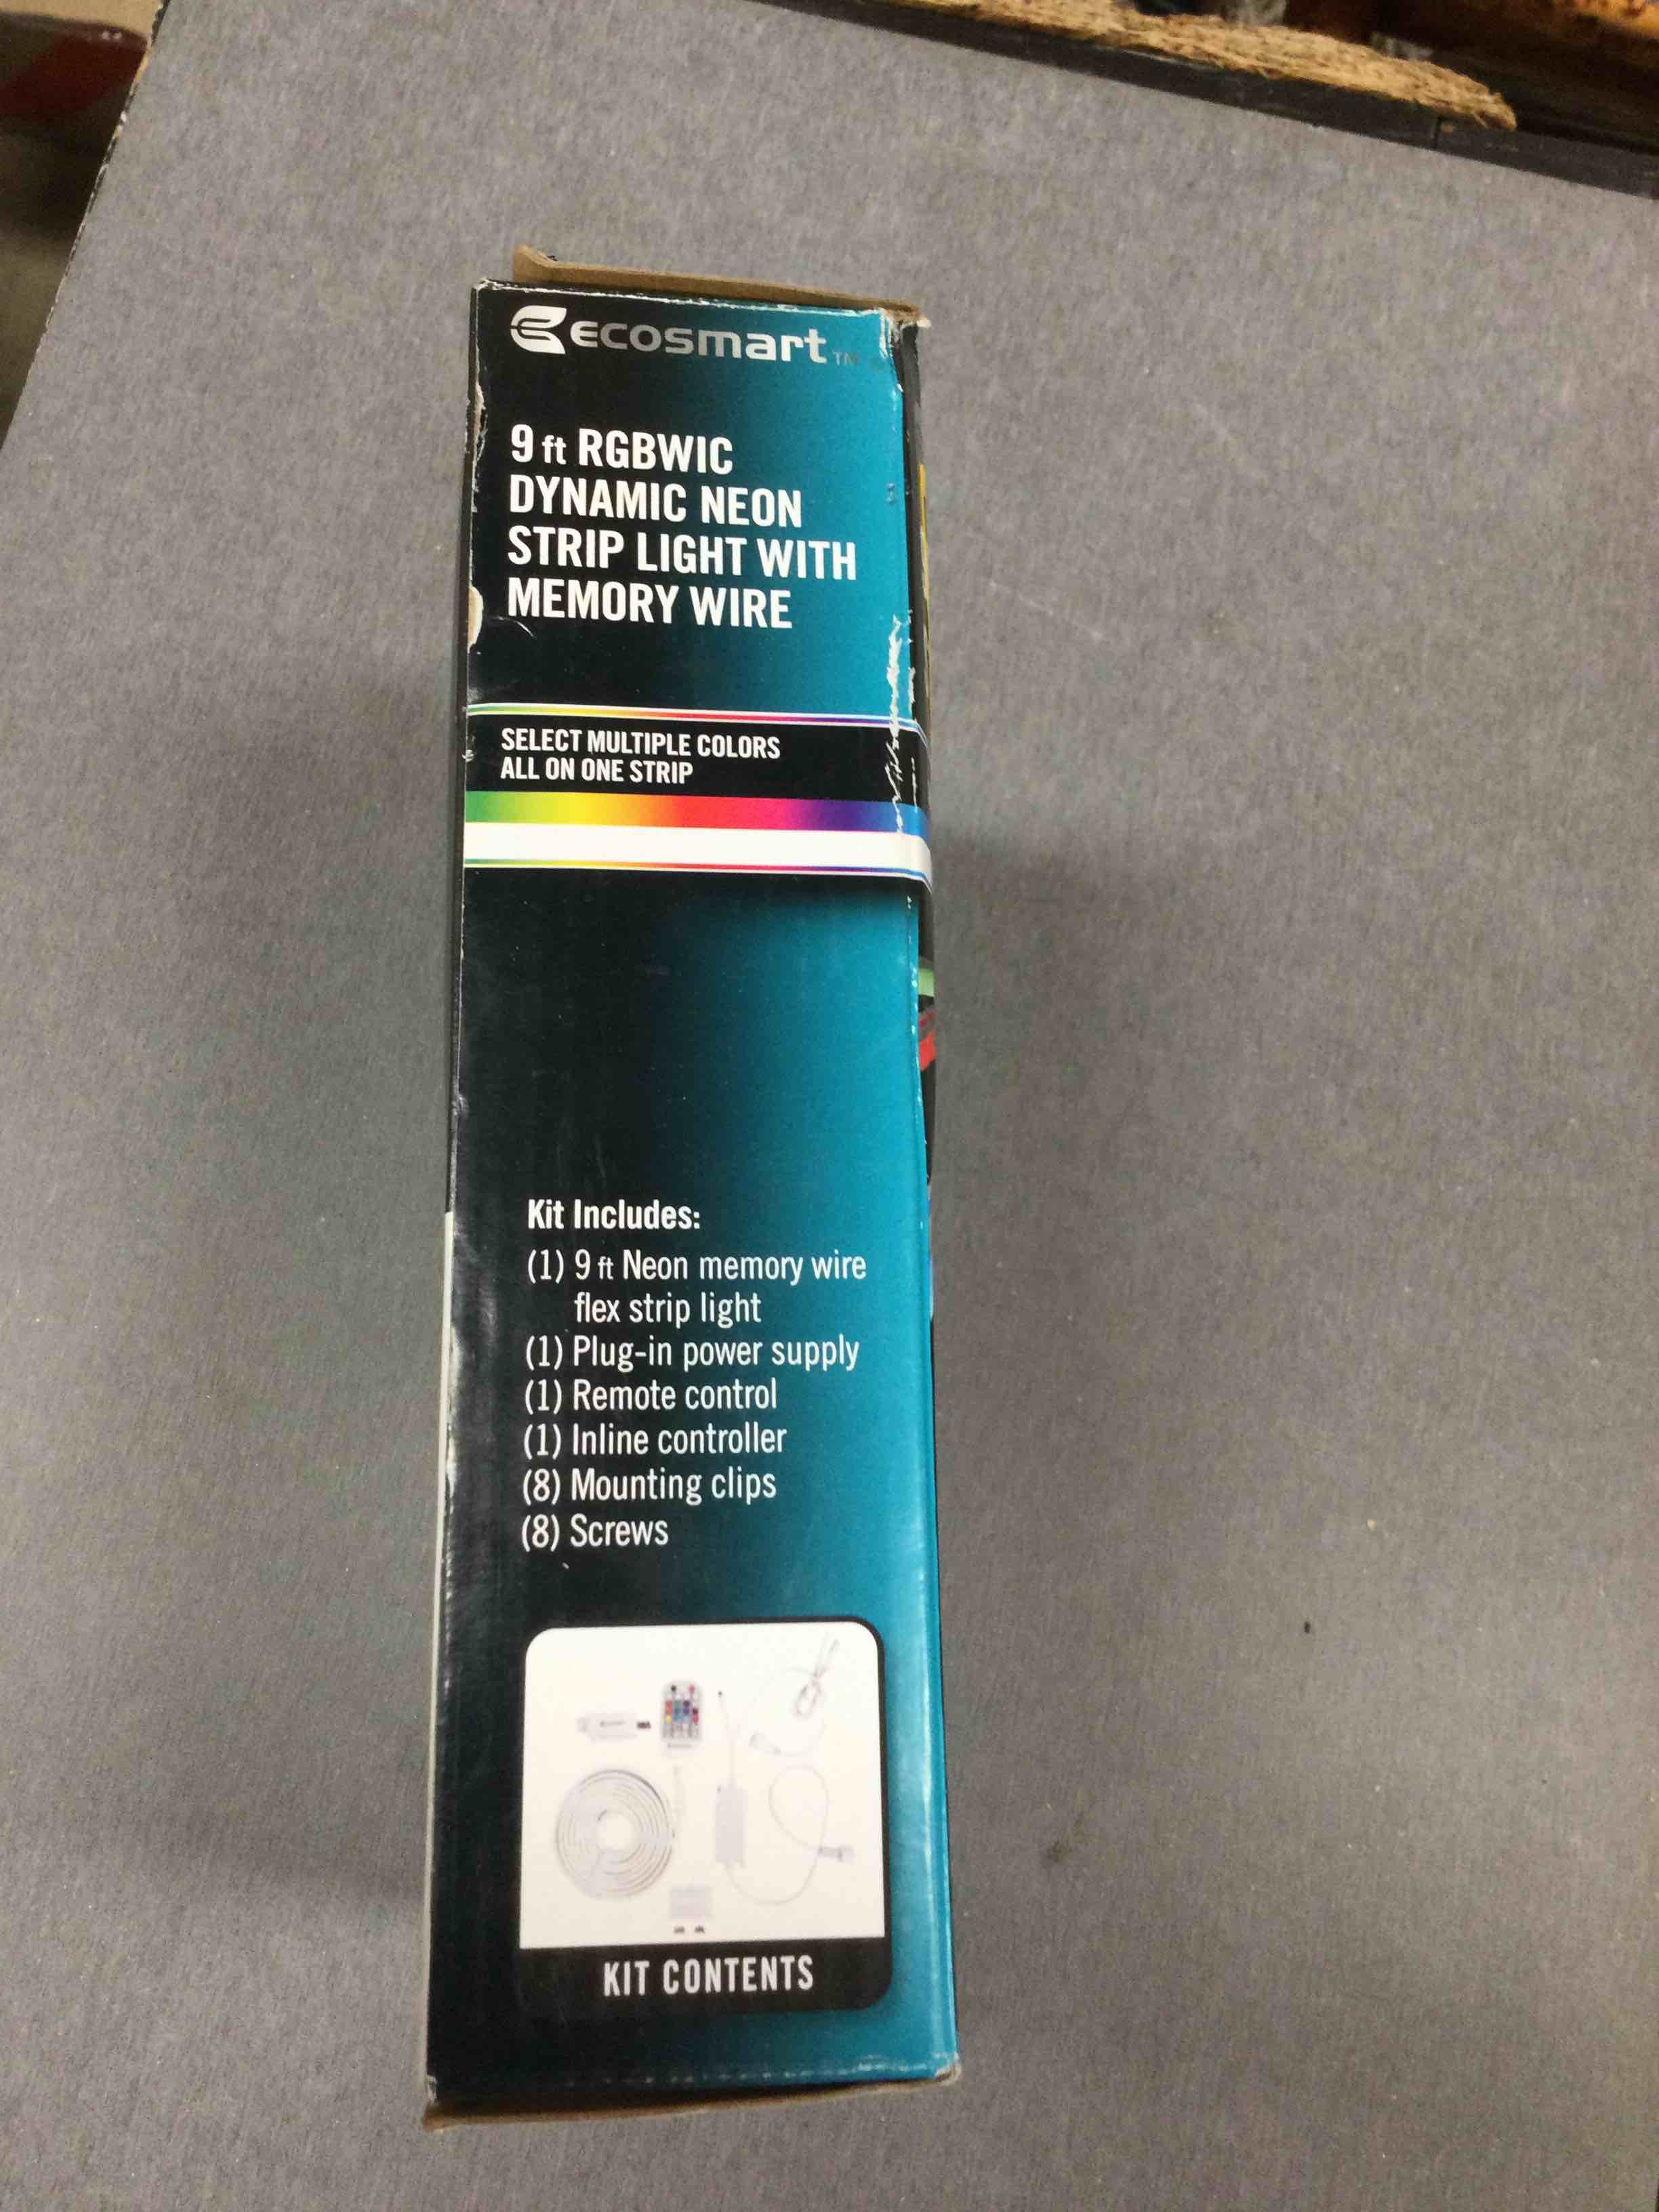 ECOSMART™
9 ft RGBWIC
DYNAMIC NEON
STRIP LIGHT WITH
MEMORY WIRE
SELECT MULTIPLE COLORS
ALL ON ONE STRIP
Kit Includes:
(1) 9 ft Neon memory wire
flex strip light
(1) Plug-in power supply
(1) Remote control
(1) Inline controller
(8) Mounting clips
(8) Screws
KIT CONTENTS